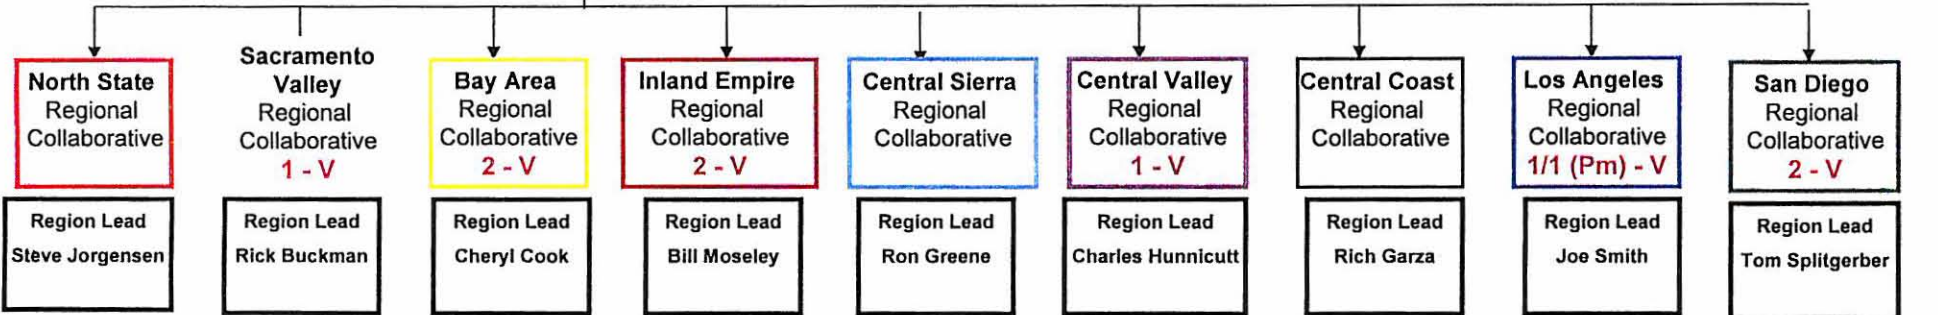 North State
Regional
Collaborative
Sacramento
Valley
Regional
Collaborative
1 - V
Bay Area
Regional
Collaborative
2 - V
Inland Empire
Regional
Collaborative
2 - V
Central Sierra
Regional
Collaborative
Central Valley
Regional
Collaborative
1 - V
Central Coast
Regional
Collaborative
Los Angeles
Regional
Collaborative
1/1 (Pm) - V
San Diego
Regional
Collaborative
2 - V
Region Lead
Steve Jorgensen
Region Lead
Rick Buckman
Region Lead
Cheryl Cook
Region Lead
Bill Moseley
Region Lead
Ron Greene
Region Lead
Charles Hunnicutt
Region Lead
Rich Garza
Region Lead
Joe Smith
Region Lead
Tom Splitgerber